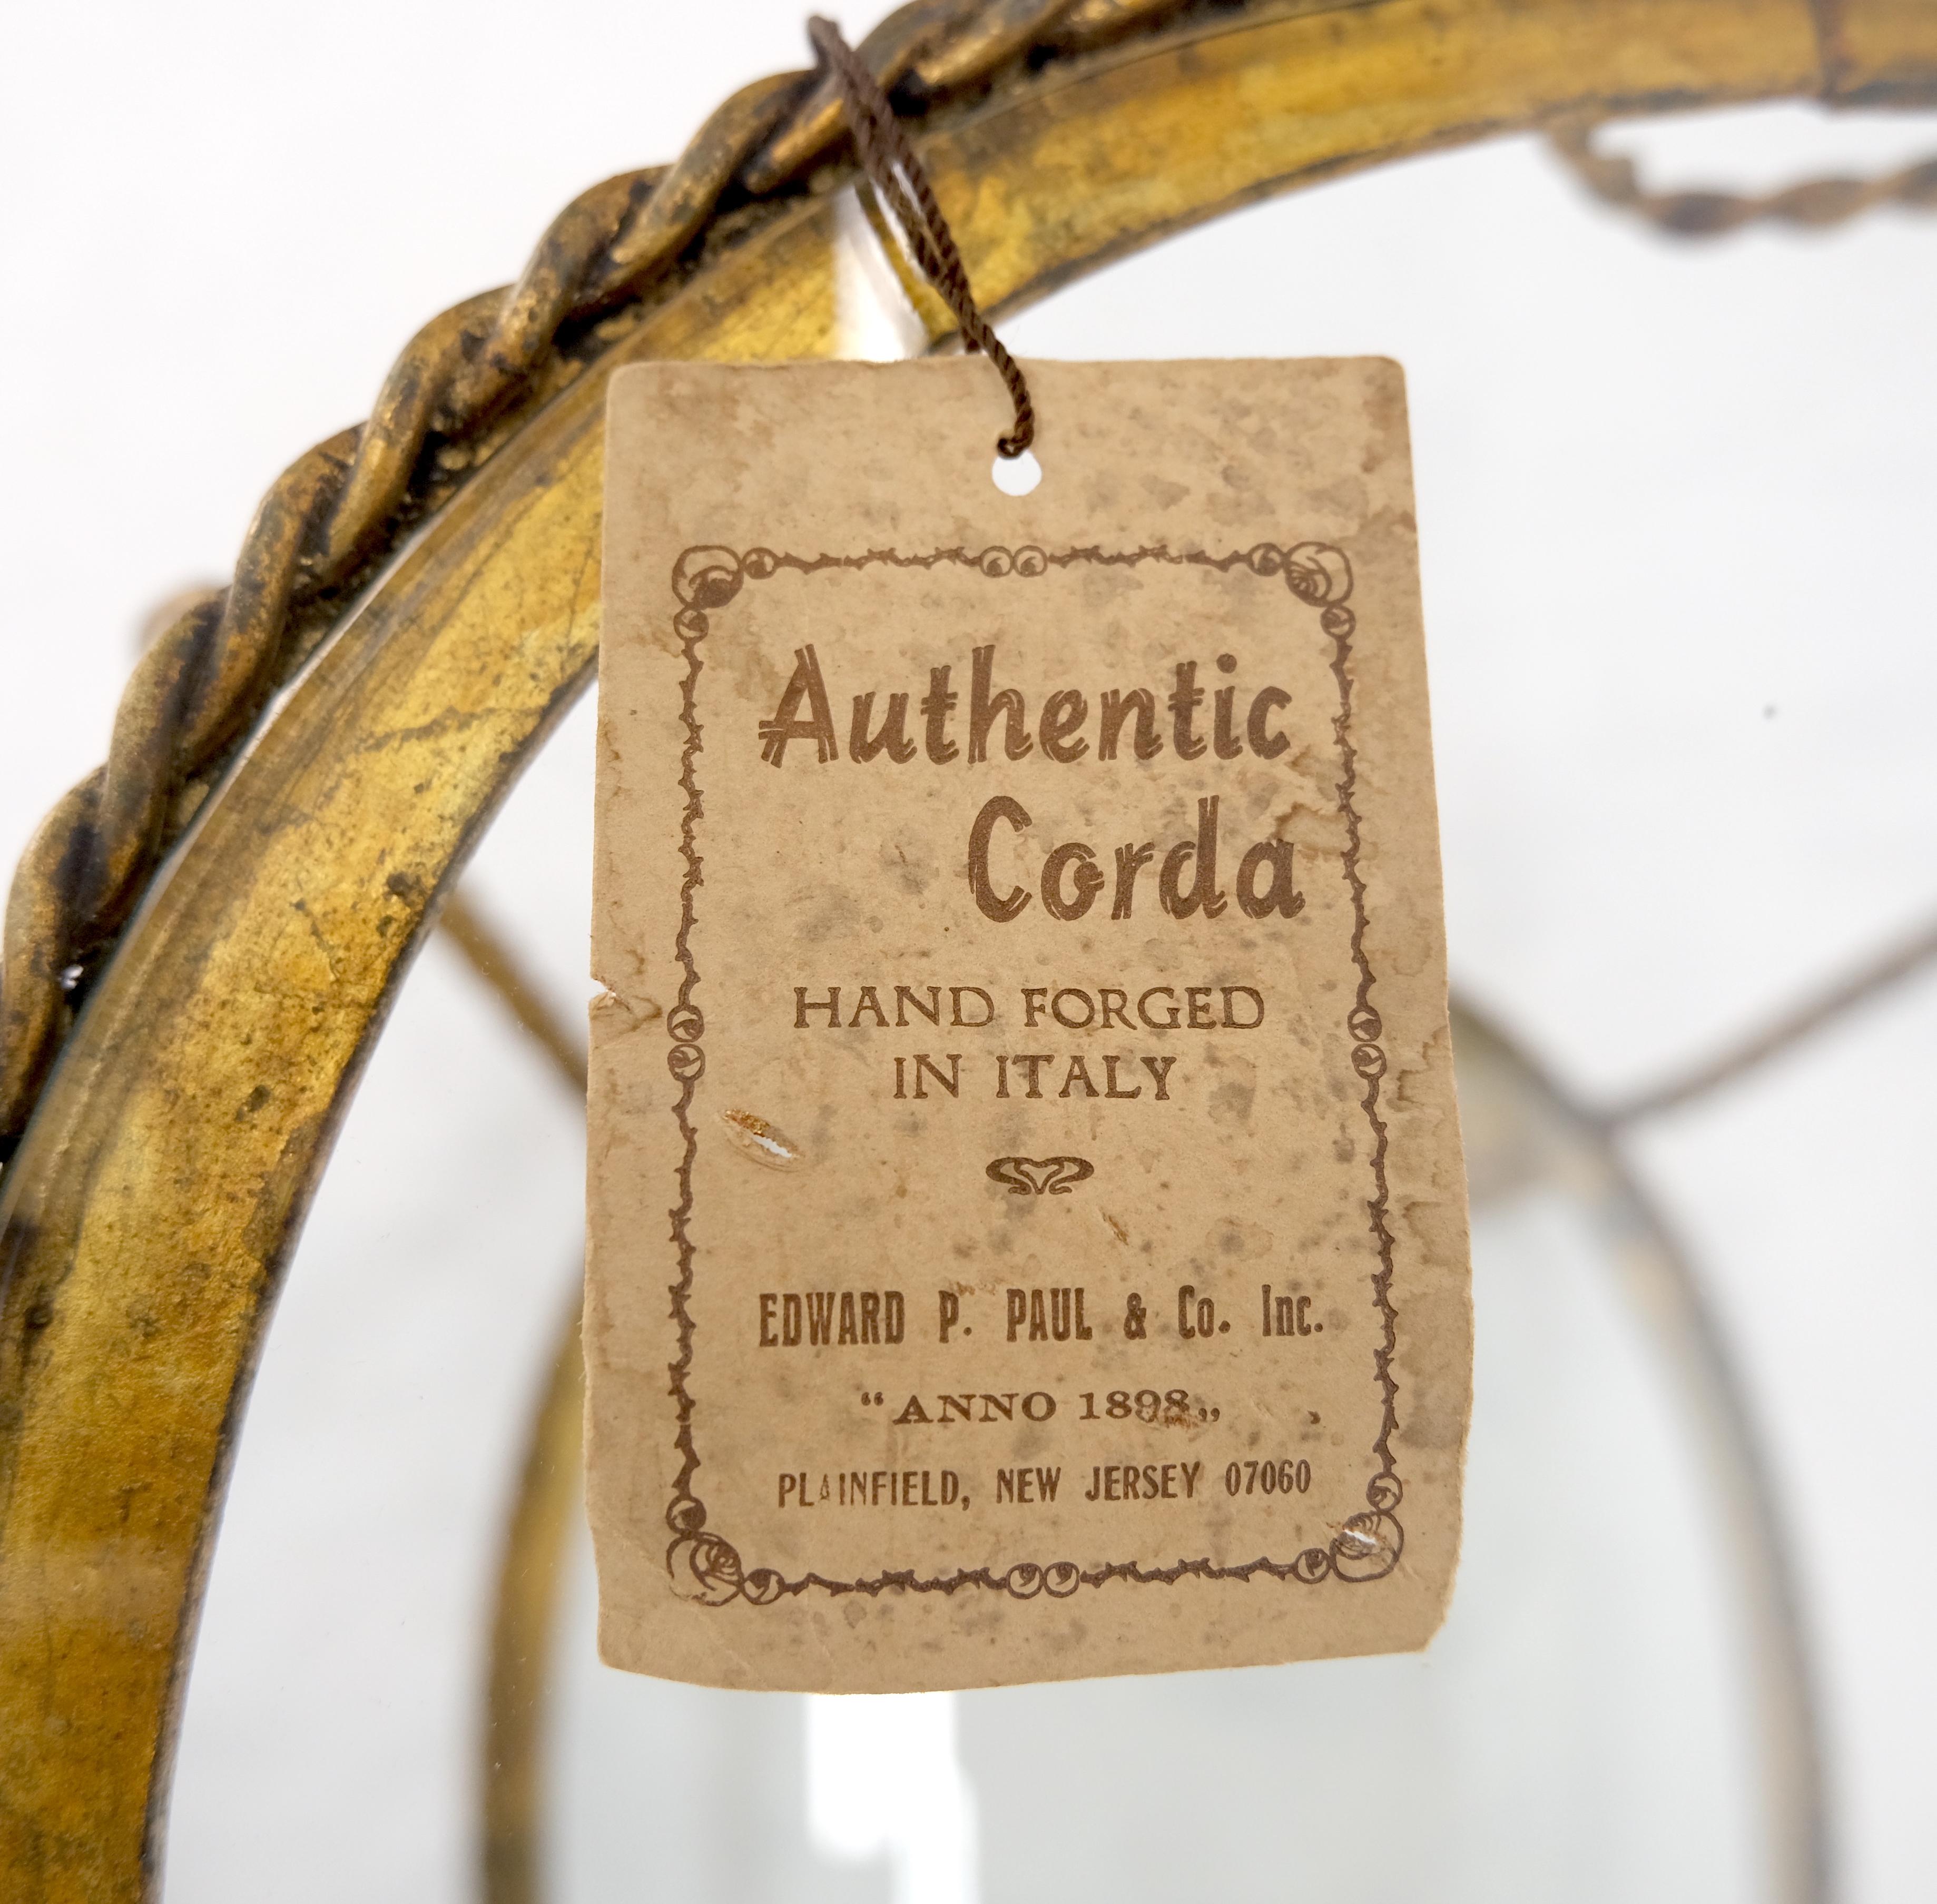 Authentic
Corda
HAND FORGED
IN ITALY
EDWARD P. PAUL & Co. Inc.
“ANNO 1898„
PLAINFIELD, NEW JERSEY 07060